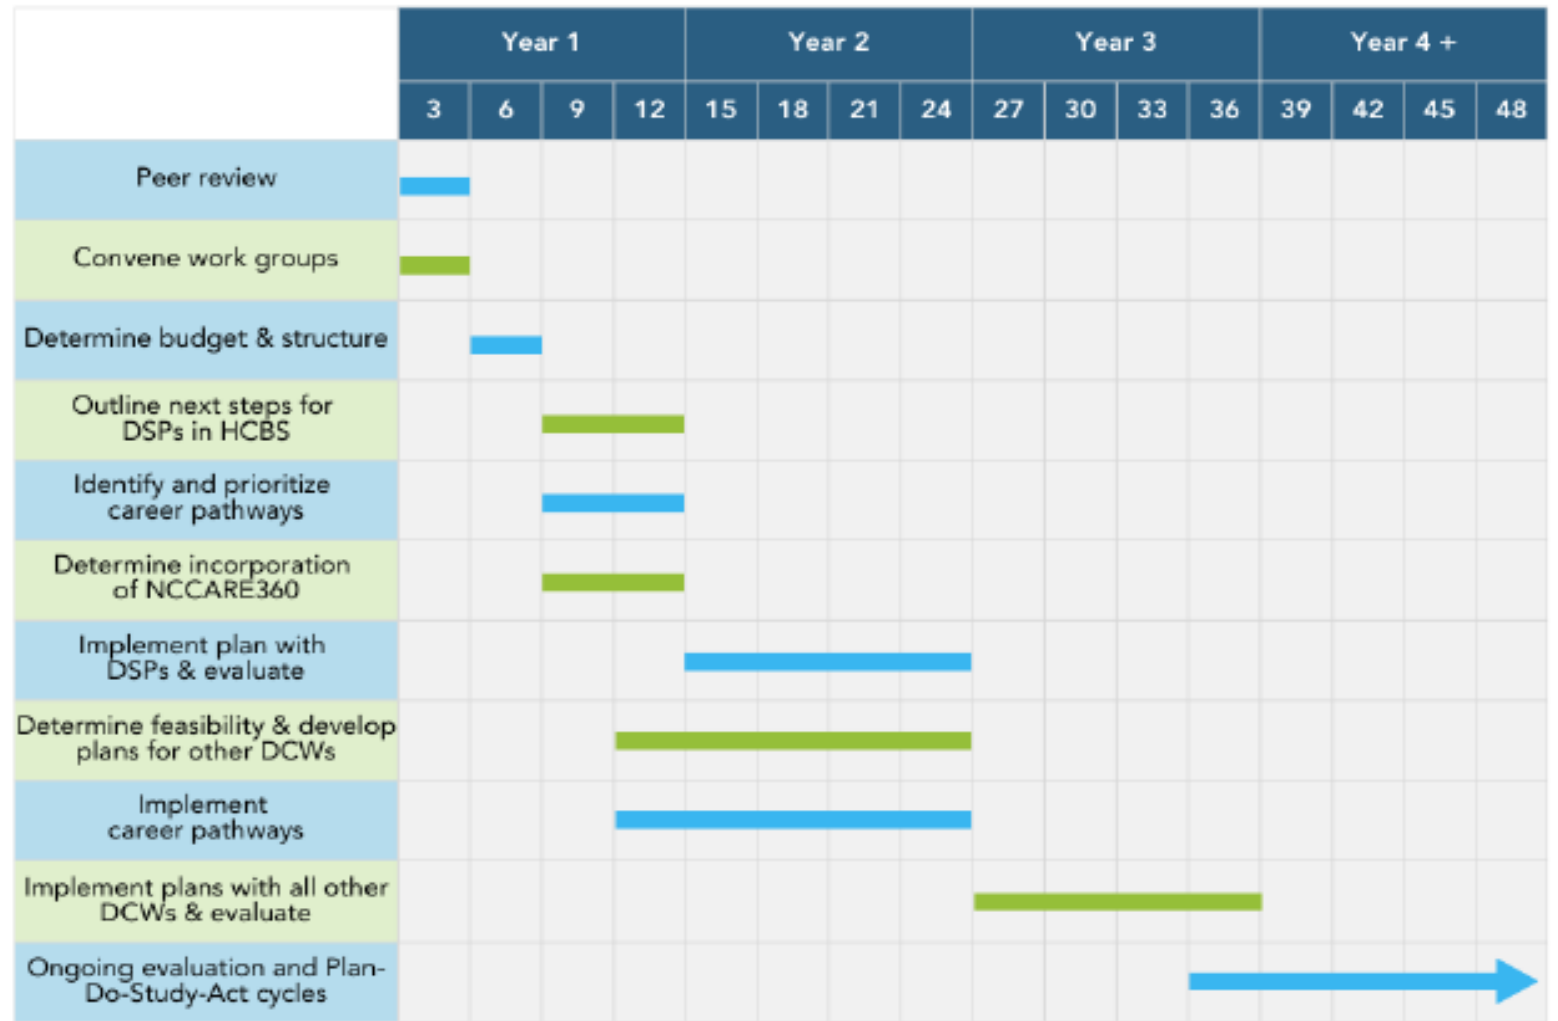 Year 1 Year 2 Year 3 Year 4 +
3 6 9 12 15 18 21 24 27 30 33 36 39 42 45 48
Peer review
Convene work groups
Determine budget & structure
Outline next steps for
DSPs in HCBS
Identify and prioritize
career pathways
Determine incorporation
of NCCARE360
Implement plan with
DSPs & evaluate
Determine feasibility & develop
plans for other DCWs
Implement
career pathways
Implement plans with all other
DCWs & evaluate
Ongoing evaluation and Plan-
Do-Study-Act cycles